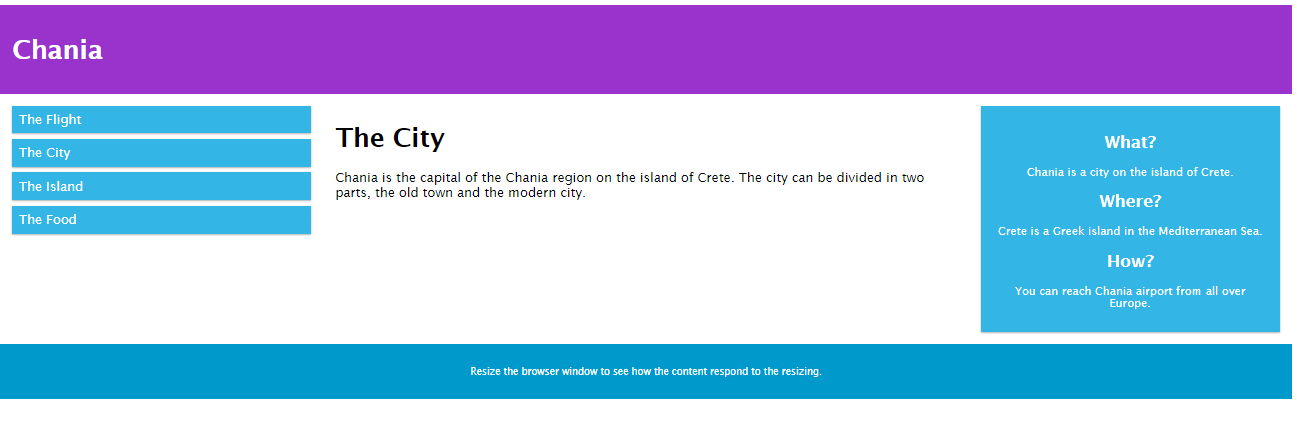 Chania
The Flight
The City
The Island
The Food
The City
Chania is the capital of the Chania region on the island of Crete. The city can be divided in two
parts, the old town and the modern city.
What?
Chania is a city on the island of Crete.
Where?
Crete is a Greek island in the Mediterranean Sea.
How?
You can reach Chania airport from all over
Europe.
Resize the browser window to see how the content respond to the resizing.